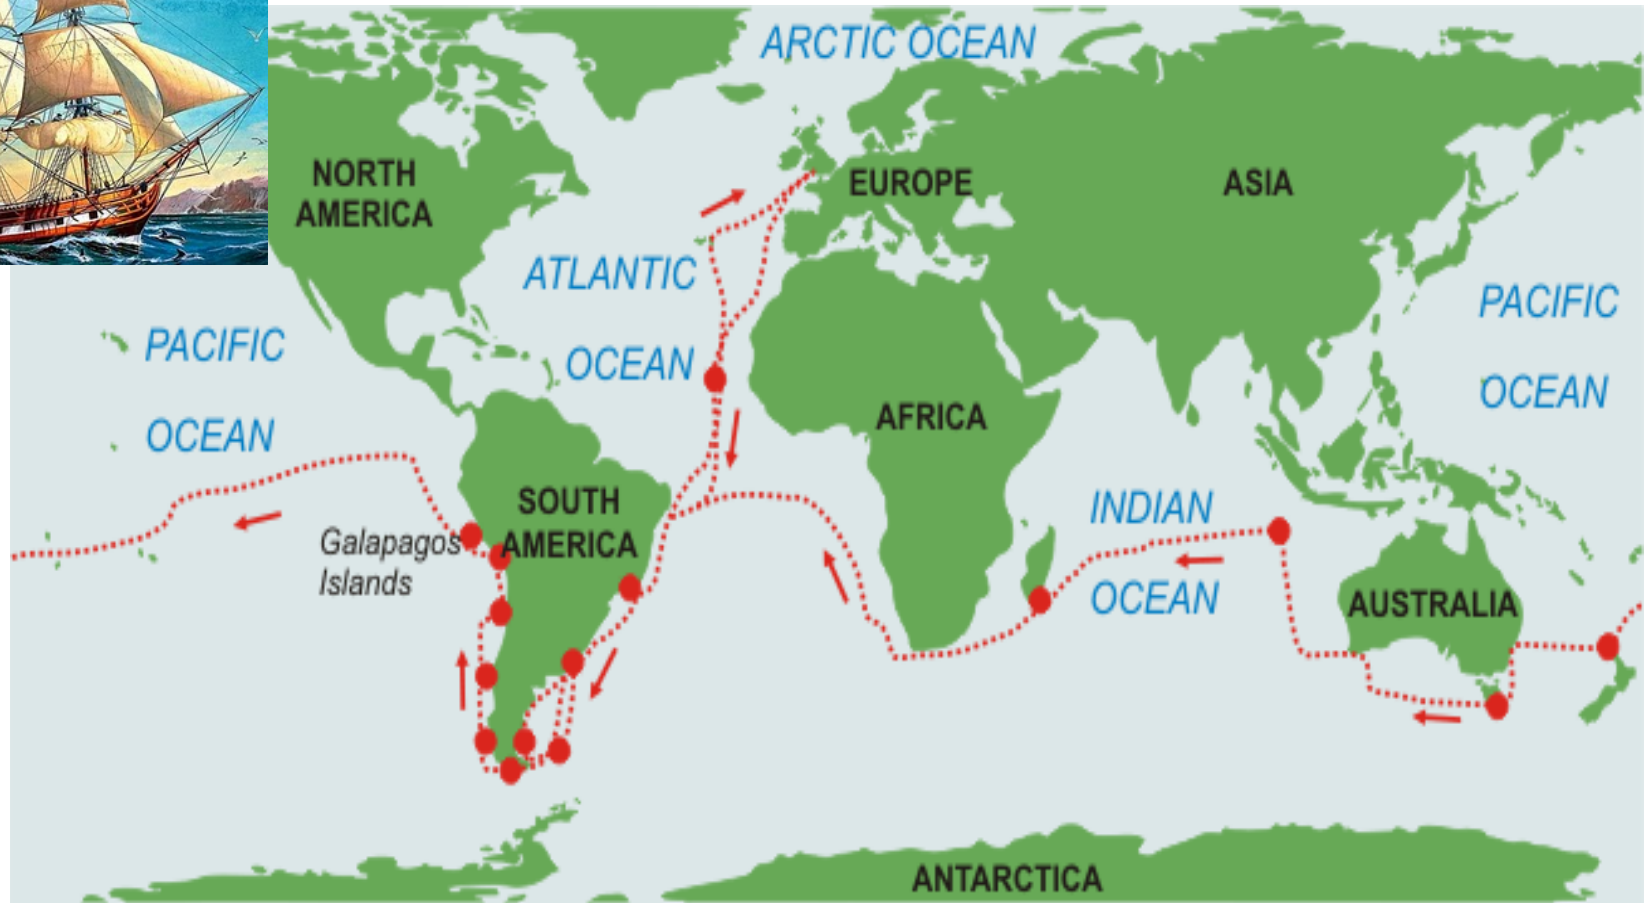 ARCTIC OCEAN
NORTH
AMERICA
EUROPE
ASIA
ATLANTIC
OCEAN
PACIFIC
OCEAN
PACIFIC
OCEAN
AFRICA
SOUTH
AMERICA
Galapagos
Islands
INDIAN
OCEAN
AUSTRALIA
ANTARCTICA